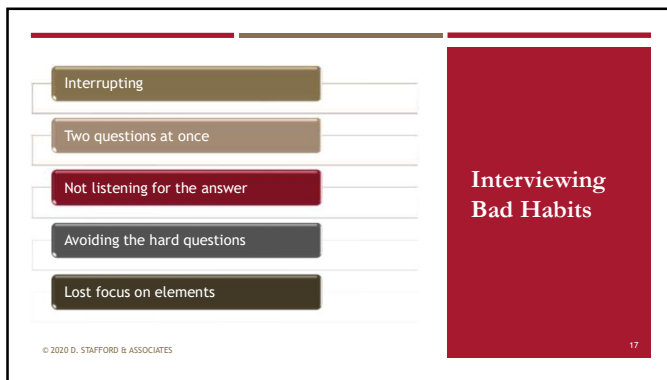 Interrupting
Two questions at once
Not listening for the answer
Avoiding the hard questions
Lost focus on elements
Interviewing
Bad Habits
© 2020 D. STAFFORD & ASSOCIATES
17